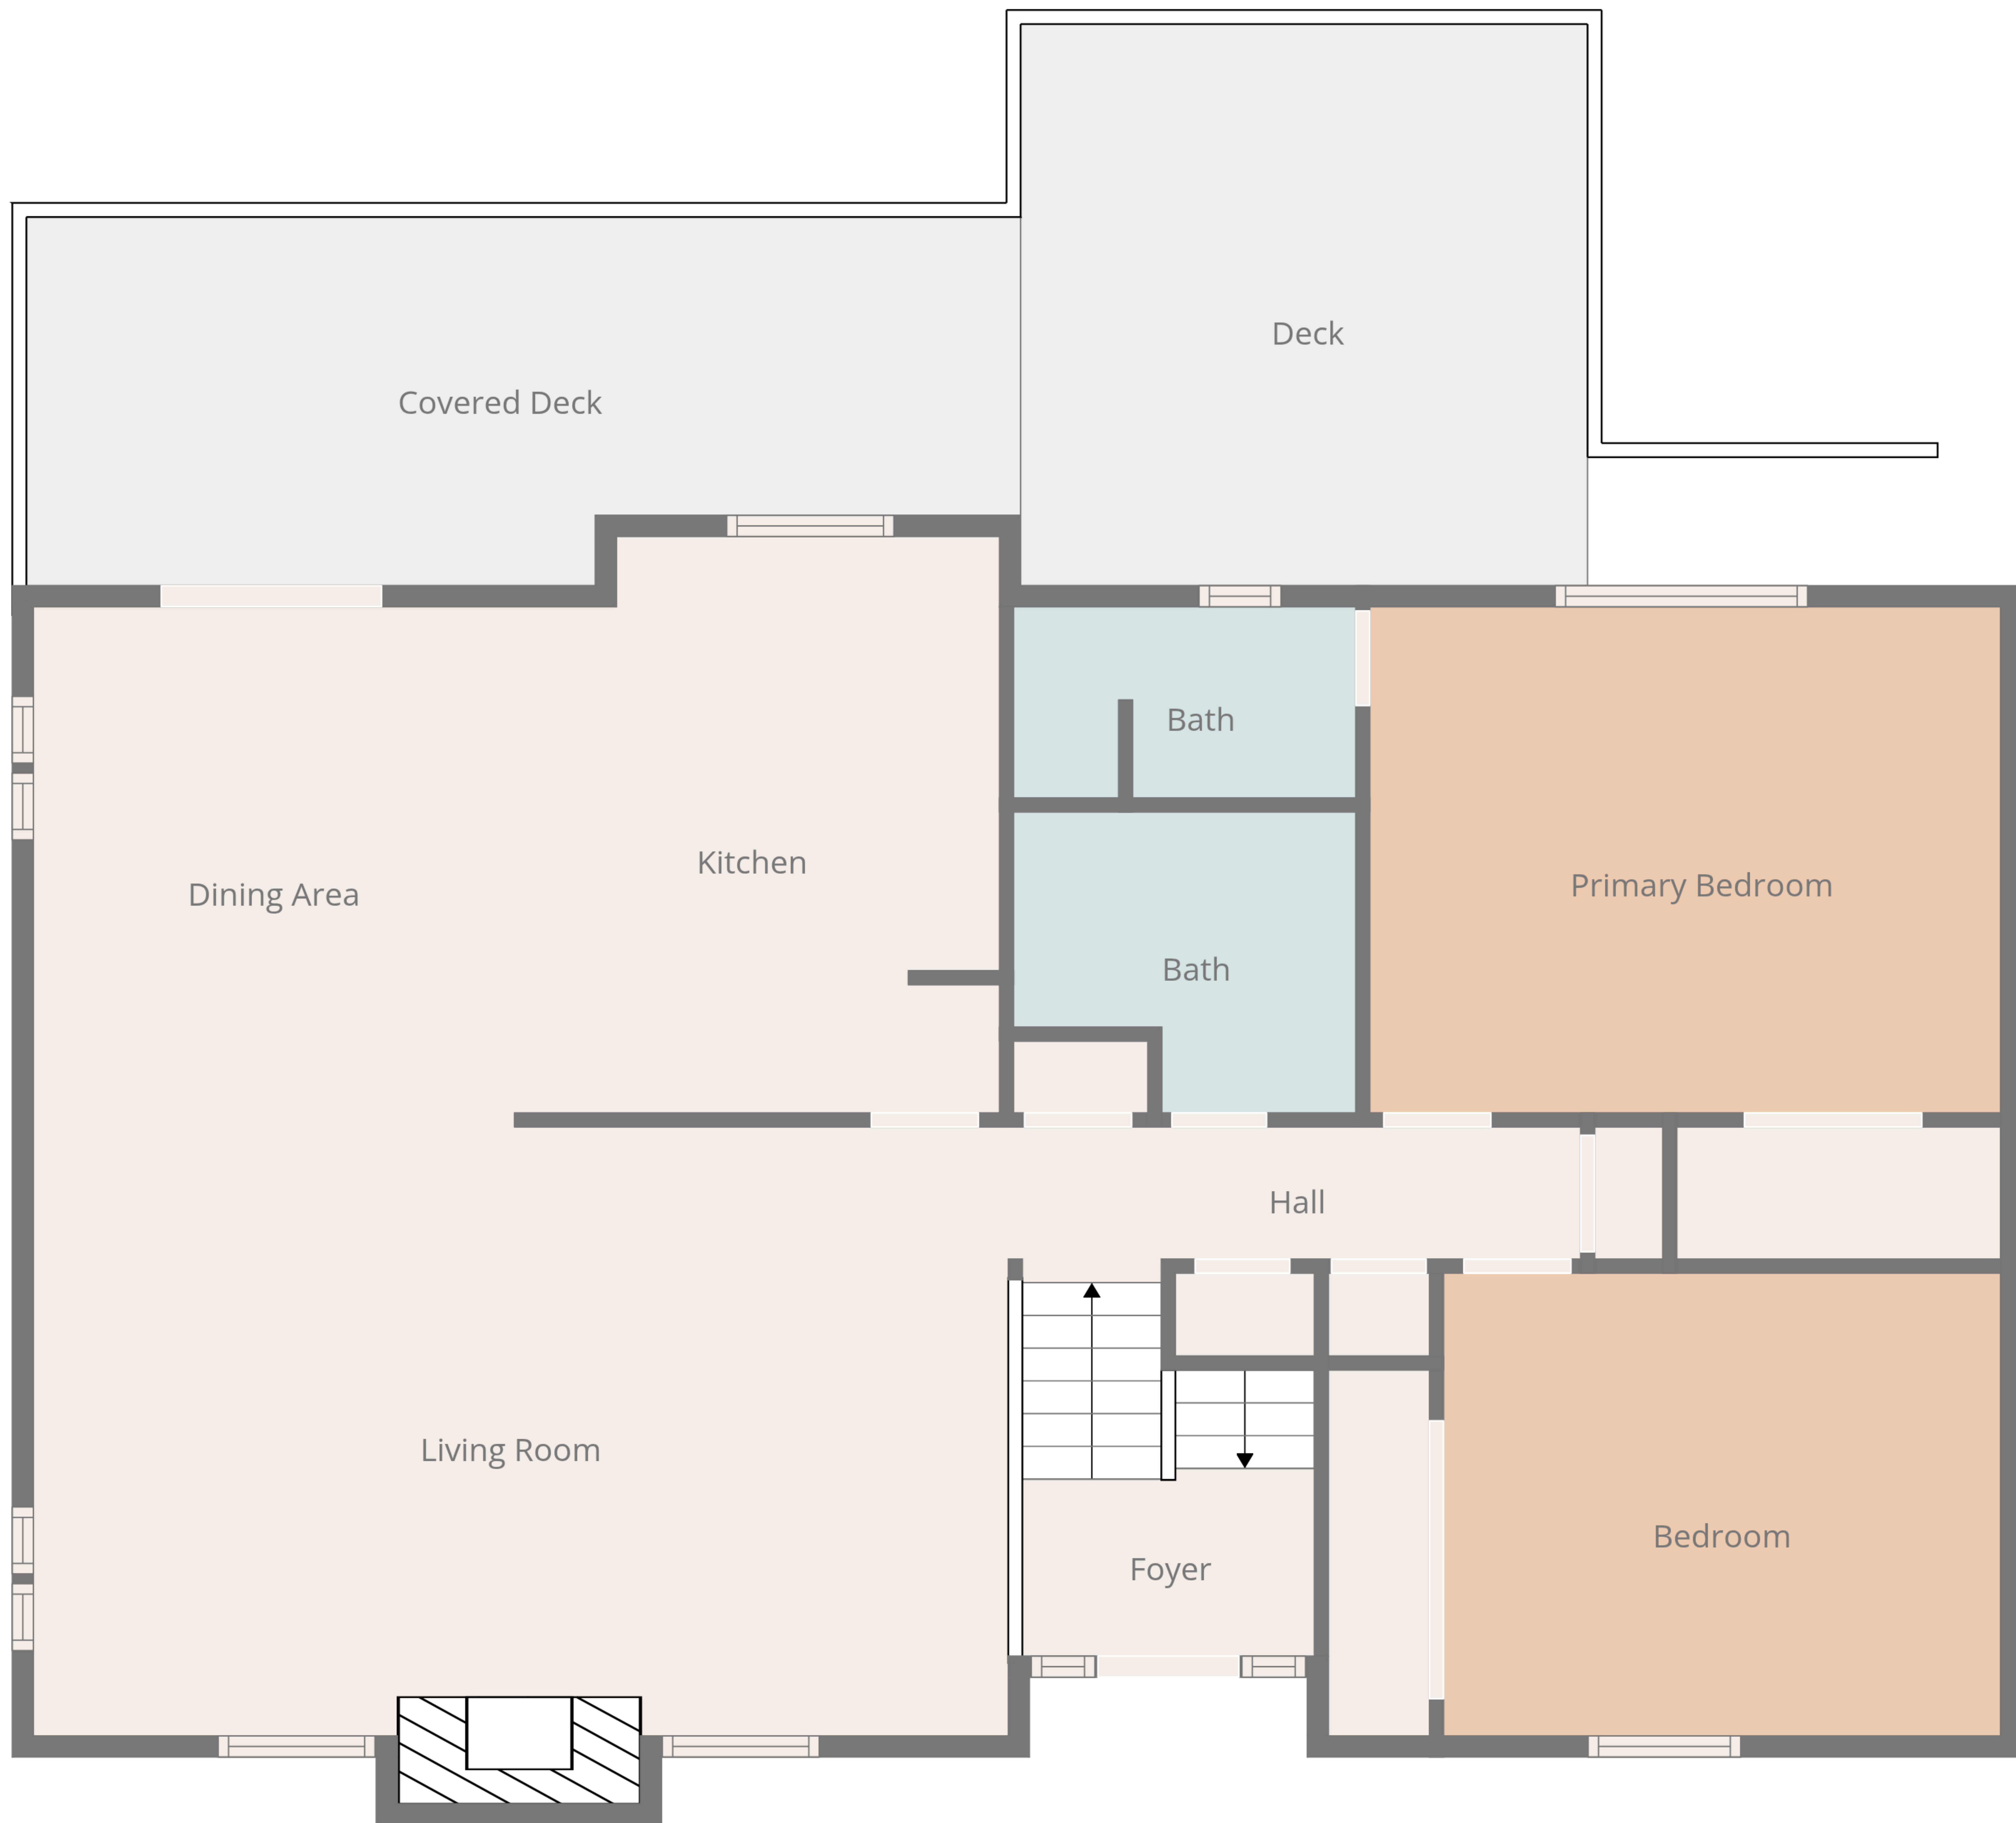 Deck
Covered Deck
Bath
Kitchen
Dining Area
Primary Bedroom
Bath
Hall
Living Room
Bedroom
Foyer